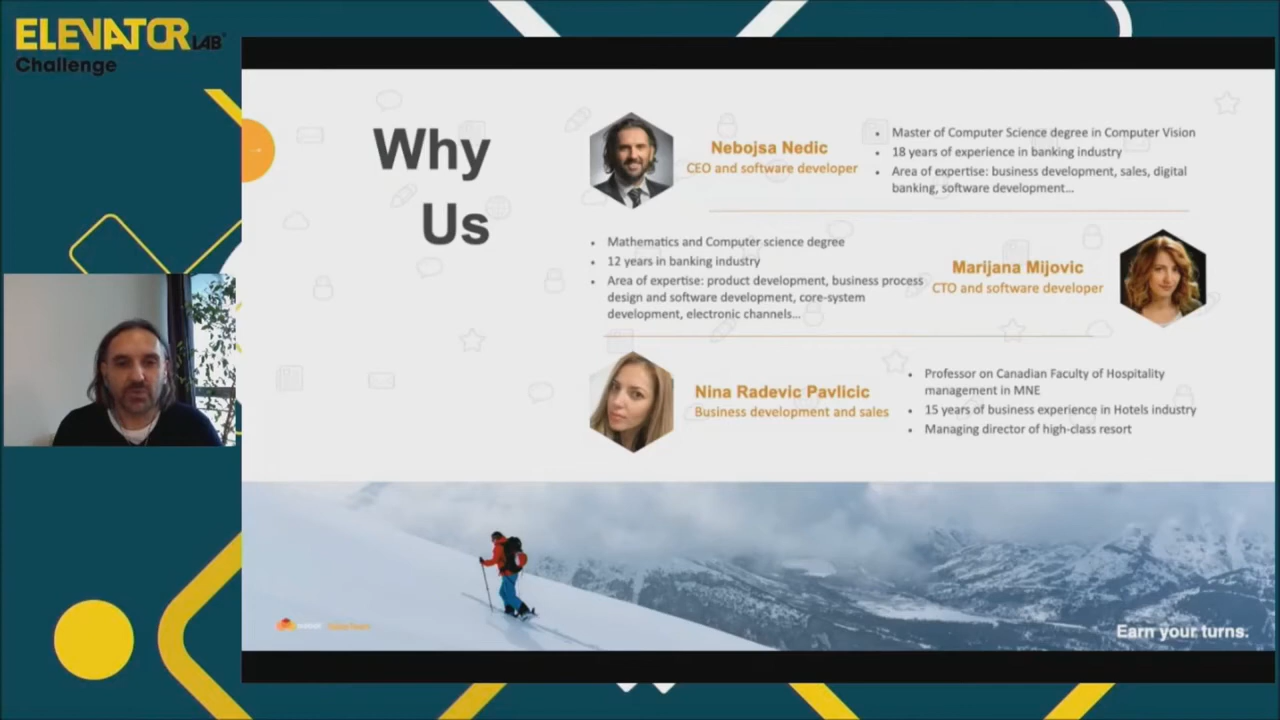 ELEVATOR LAB
Challenge
Why
Us
Nebojsa Nedic
CEO and software developer
• Master of Computer Science degree in Computer Vision
• 18 years of experience in banking industry
• Area of expertise: business development, sales, digital
banking, software development...
• Mathematics and Computer science degree
• 12 years in banking industry
• Area of expertise: product development, business process
design and software development, core-system
development, electronic channels...
Marijana Mijovic
CTO and software developer
Nina Radevic Pavlicic
Business development and sales
• Professor on Canadian Faculty of Hospitality
management in MNE
• 15 years of business experience in Hotels industry
• Managing director of high-class resort
Earn your turns.